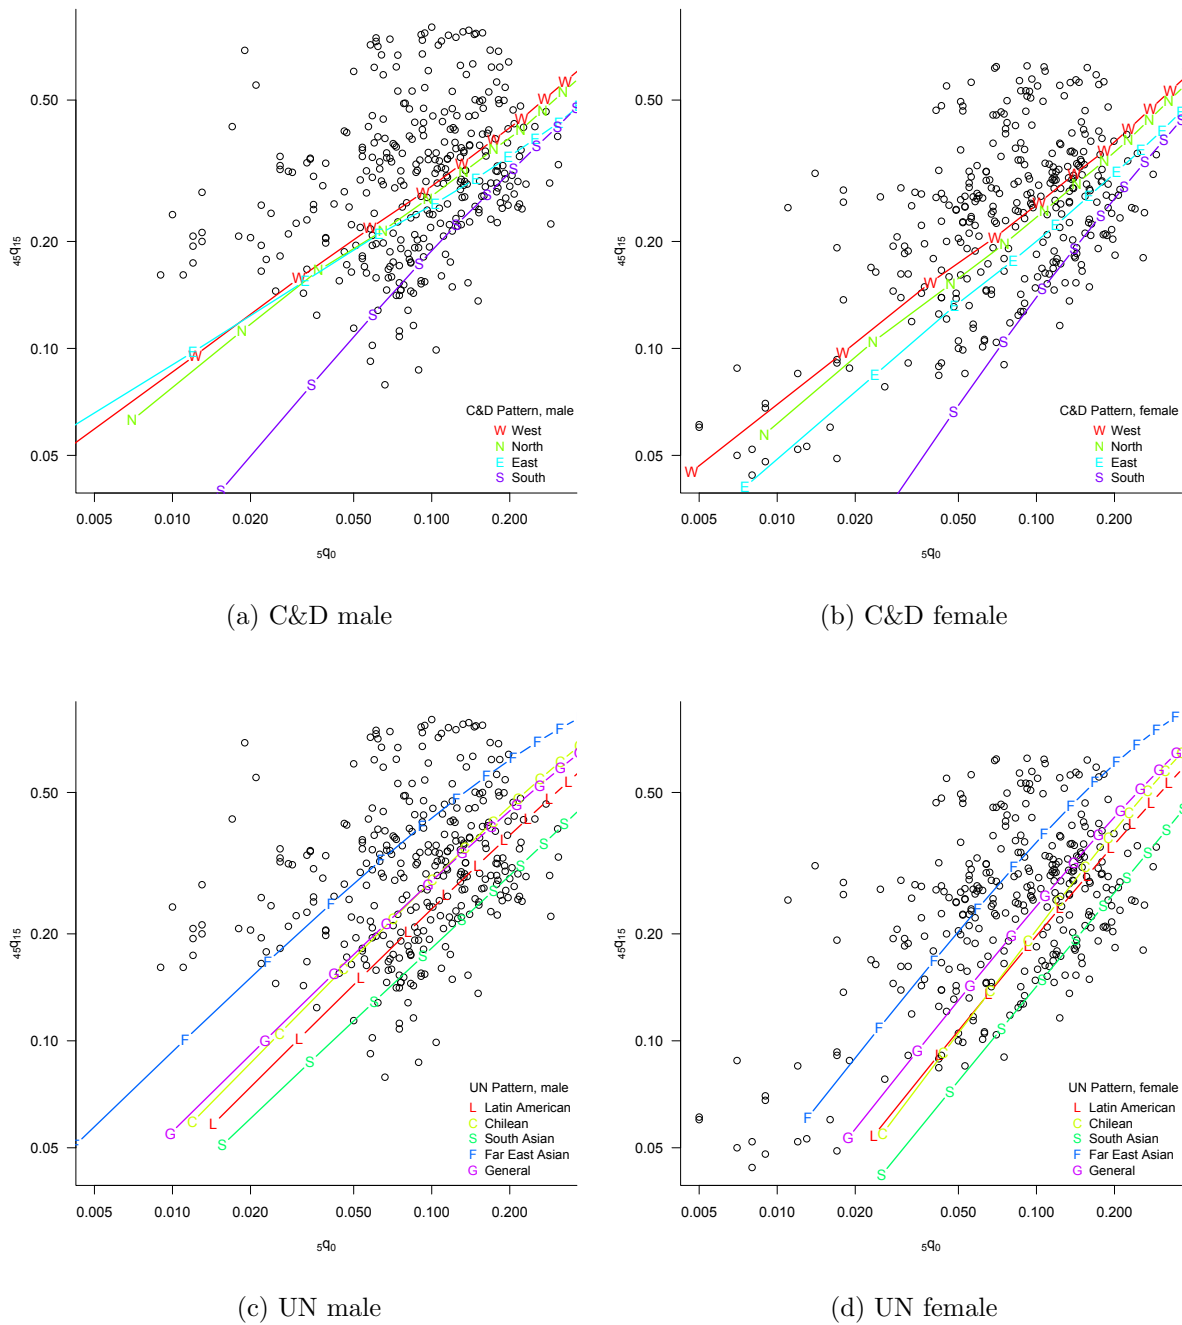 0.50
0.20
0.10
0.05
45q15
C&D Pattern, male
W West
N North
E East
S South
0.005 0.010 0.020 0.050 0.100 0.200
5q0
(a) C&D male
0.50
0.20
0.10
0.05
45q15
C&D Pattern, female
W West
N North
E East
S South
0.005 0.010 0.020 0.050 0.100 0.200
5q0
(b) C&D female
0.50
0.20
0.10
0.05
45q15
UN Pattern, male
L Latin American
C Chilean
S South Asian
F Far East Asian
G General
0.005 0.010 0.020 0.050 0.100 0.200
5q0
(c) UN male
0.50
0.20
0.10
0.05
45q15
UN Pattern, female
L Latin American
C Chilean
S South Asian
F Far East Asian
G General
0.005 0.010 0.020 0.050 0.100 0.200
5q0
(d) UN female